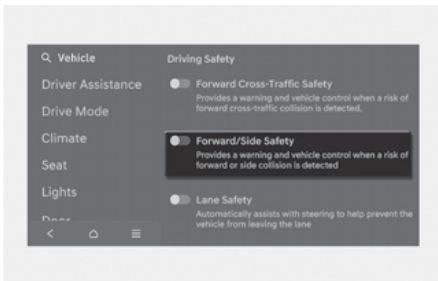 Vehicle
Driving Safety
Driver Assistance
Forward Cross-Traffic Safety
Provides a warning and vehicle control when a risk of
forward cross-traffic collision is detected.
Drive Mode
Climate
Forward/Side Safety
Provides a warning and vehicle control when a risk of
forward or side collision is detected
Seat
Lights
Lane Safety
Automatically assists with steering to help prevent the
vehicle from leaving the lane